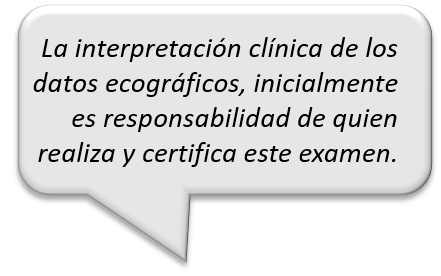 La interpretación clínica de los
datos ecográficos, inicialmente
es responsabilidad de quien
realiza y certifica este examen.